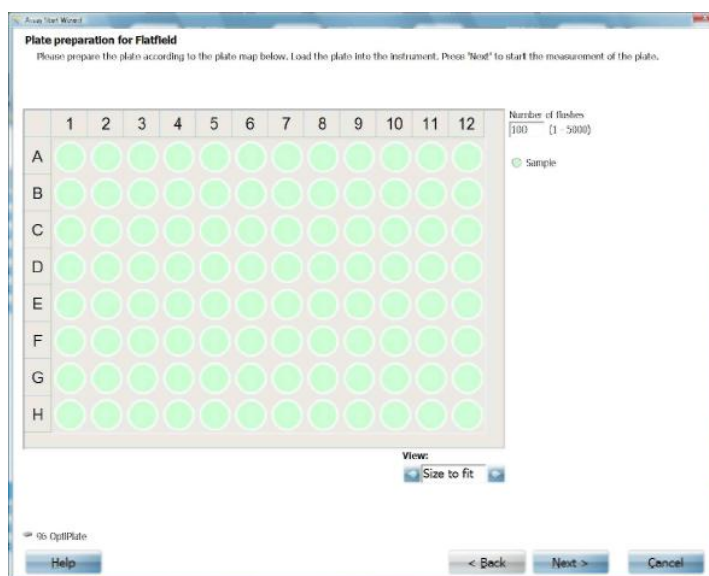 Assay Start Wizard
Plate preparation for Flatfield
Please prepare the plate according to the plate map below. Load the plate into the instrument. Press 'Next' to start the measurement of the plate.
Number of flashes
100 (1 - 5000)
Sample
1 2 3 4 5 6 7 8 9 10 11 12
A
B
C
D
E
F
G
H
View:
Size to fit
96 OptiPlate
Help < Back Next > Cancel